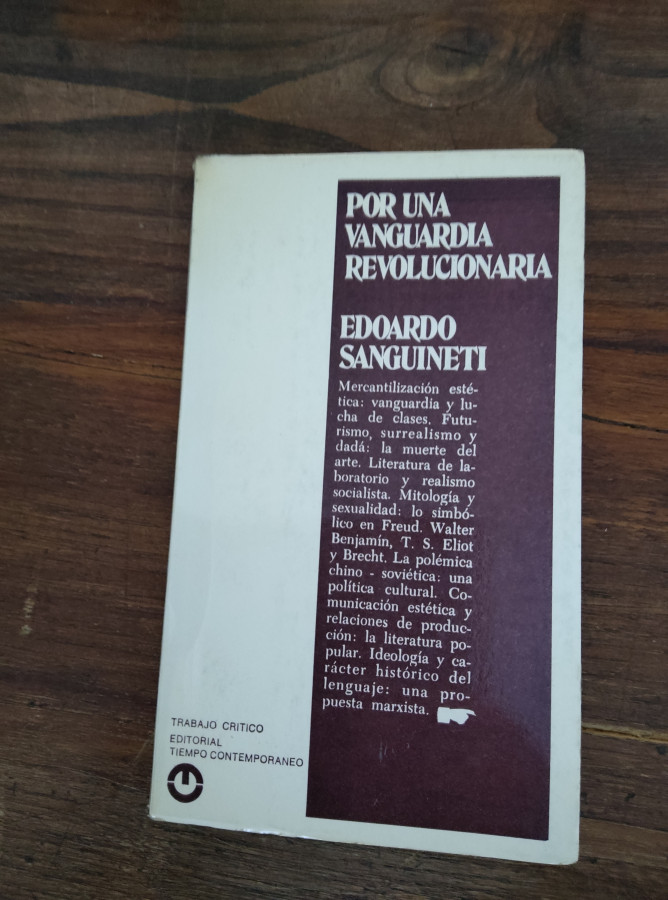 POR UNA
VANGUARDIA
REVOLUCIONARIA
EDOARDO
SANGUINETI
Mercantilización esté-
tica: vanguardia y lu-
cha de clases. Futu-
rismo, surrealismo y
dadá: la muerte del
arte. Literatura de la-
boratorio y realismo
socialista. Mitología y
sexualidad: lo simbó-
lico en Freud. Walter
Benjamín, T. S. Eliot
y Brecht. La polémica
chino - soviética: una
política cultural. Co-
municación estética y
relaciones de produc-
ción: la literatura po-
pular. Ideología y ca-
rácter histórico del
lenguaje: una pro-
puesta marxista.
TRABAJO CRITICO
EDITORIAL
TIEMPO CONTEMPORANEO